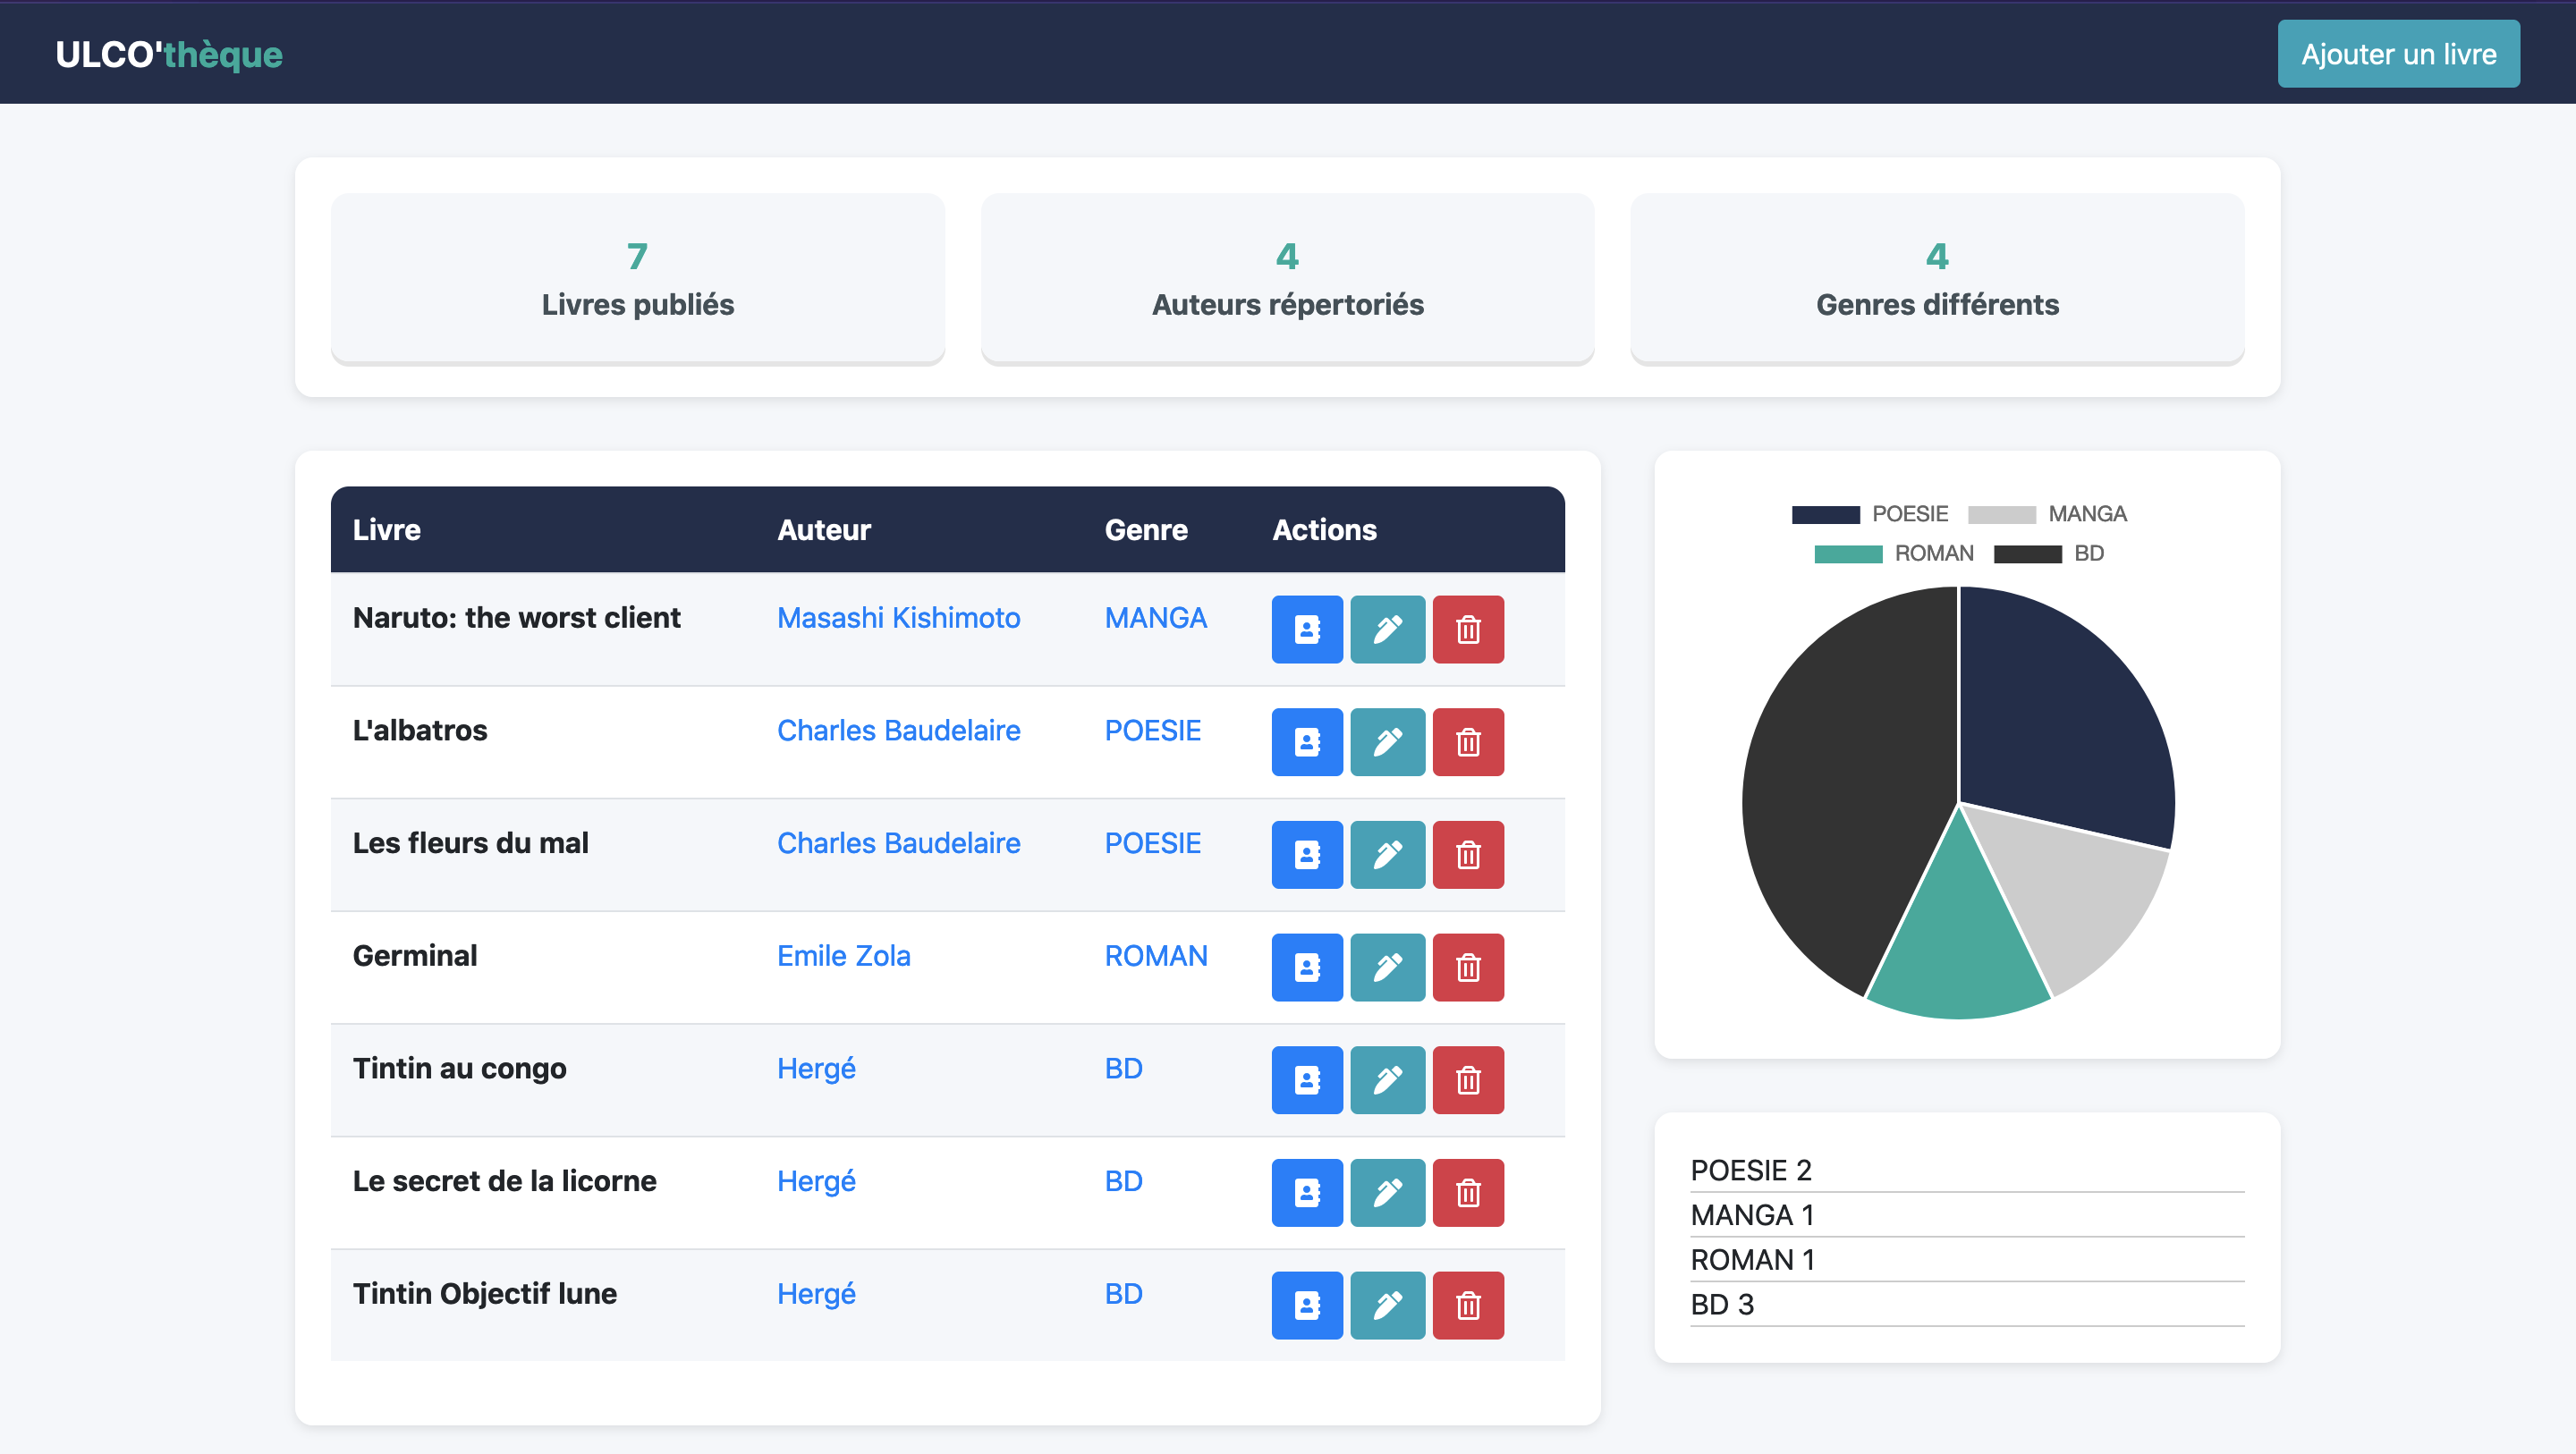 ULCO'thèque Ajouter un livre
7 4 4
Livres publiés Auteurs répertoriés Genres différents
Livre Auteur Genre Actions
Naruto: the worst client Masashi Kishimoto MANGA
L'albatros Charles Baudelaire POESIE
Les fleurs du mal Charles Baudelaire POESIE
Germinal Emile Zola ROMAN
Tintin au congo Hergé BD
Le secret de la licorne Hergé BD
Tintin Objectif lune Hergé BD
POESIE MANGA
ROMAN BD
POESIE 2
MANGA 1
ROMAN 1
BD 3